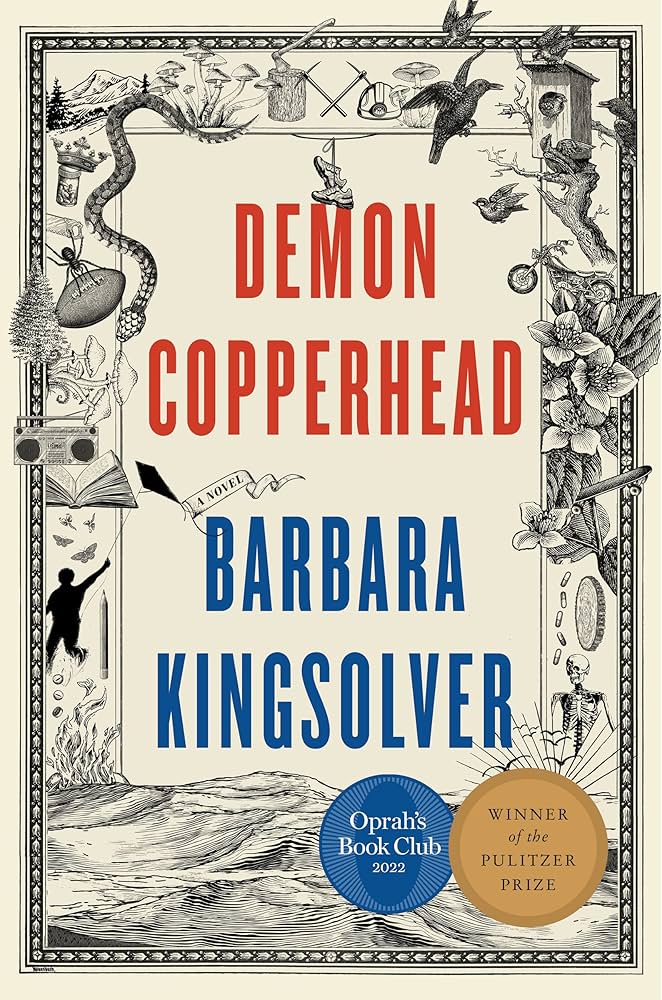 DEMON
COPPERHEAD
A NOVEL
BARBARA
KINGSOLVER
Oprah's
Book Club
2022
WINNER
of the
PULITZER
PRIZE